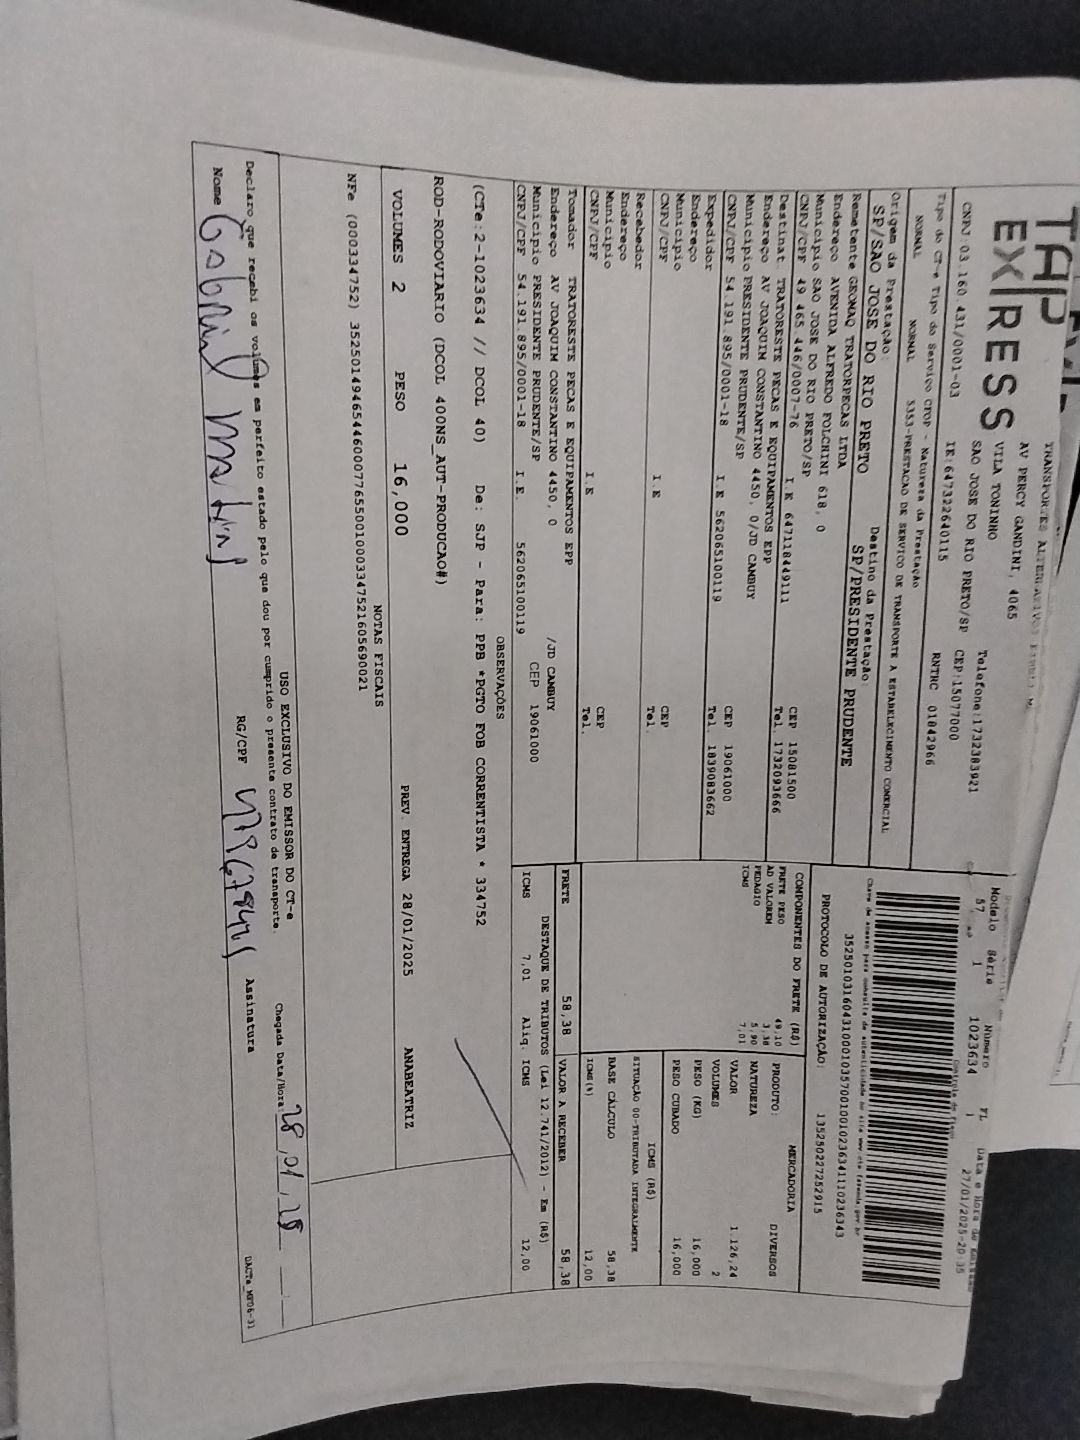 TAP
EX RESS
AV PERCY GANDINI, 4065
VILA TONINHO
SAO JOSE DO RIO PRETO/SP
Telefone:1732383921
CEP:15077000
CNPJ 03.160.431/0001-03 IE:647322640115
RNTRC 01842966
Tipo do CT-e Tipo do Serviço CFOP - Natureza da Prestação
NORMAL NORMAL 5353-PRESTACAO DE SERVICO DE TRANSPORTE A ESTABELECIMENTO COMERCIAL
Origem da Prestação: Destino da Prestação:
SP/SAO JOSE DO RIO PRETO SP/PRESIDENTE PRUDENTE
Modelo Série Número FL Data e Hora de
57 1 1023634 1 27/01/2025-20:35
35250103160431000103570010010236341110236343
PROTOCOLO DE AUTORIZAÇÃO: 135250227252915
Remetente GEOMAQ TRATORPECAS LTDA
Endereço AVENIDA ALFREDO FOLCHINI 618, 0
Município SAO JOSE DO RIO PRETO/SP CEP 15081500
CNPJ/CPF 49.465.446/0007-76 I.E 647118449111 Tel. 1732093666
Destinat. TRATORESTE PECAS E EQUIPAMENTOS EPP
Endereço AV JOAQUIM CONSTANTINO 4450, 0/JD CAMBUY
Município PRESIDENTE PRUDENTE/SP CEP 19061000
CNPJ/CPF 54.191.895/0001-18 I.E 562065100119 Tel. 1839083662
Expedidor
Endereço
Município CEP
CNPJ/CPF I.E Tel.
Recebedor
Endereço
Município CEP
CNPJ/CPF I.E Tel.
Tomador TRATORESTE PECAS E EQUIPAMENTOS EPP
Endereço AV JOAQUIM CONSTANTINO 4450, 0 /JD CAMBUY
Município PRESIDENTE PRUDENTE/SP CEP 19061000
CNPJ/CPF 54.191.895/0001-18 I.E. 562065100119
COMPONENTES DO FRETE (R$)
FRETE PESO 49,10
AD VALOREM 3,38
PEDAGIO 5,90
ICMS 7,01
MERCADORIA
PRODUTO: DIVERSOS
NATUREZA
VALOR 1.126,24
VOLUMES 2
PESO (KG) 16,000
PESO CUBADO 16,000
ICMS (R$)
SITUAÇÃO 00-TRIBUTADA INTEGRALMENTE
BASE CÁLCULO 58,38
ICMS(%) 12,00
FRETE 58,38 VALOR A RECEBER 58,38
DESTAQUE DE TRIBUTOS (Lei 12.741/2012) - Em (R$)
ICMS 7,01 Aliq. ICMS 12,00
OBSERVAÇÕES
(CTe:2-1023634 // DCOL 40) De: SJP - Para: PPB *PGTO FOB CORRENTISTA * 334752
ROD-RODOVIARIO (DCOL 400NS_AUT-PRODUCAO#)
VOLUMES 2 PESO 16,000 PREV. ENTREGA 28/01/2025 ANABEATRIZ
NOTAS FISCAIS
NFe (000334752) 35250149465446000776550010003347521605690021
USO EXCLUSIVO DO EMISSOR DO CT-e
Declaro que recebi os volumes em perfeito estado pelo que dou por cumprido o presente contrato de transporte.
Chegada Data/Hora: 28,01,25
Nome Gabriel Martins RG/CPF Assinatura
DACTe_MOD6-31